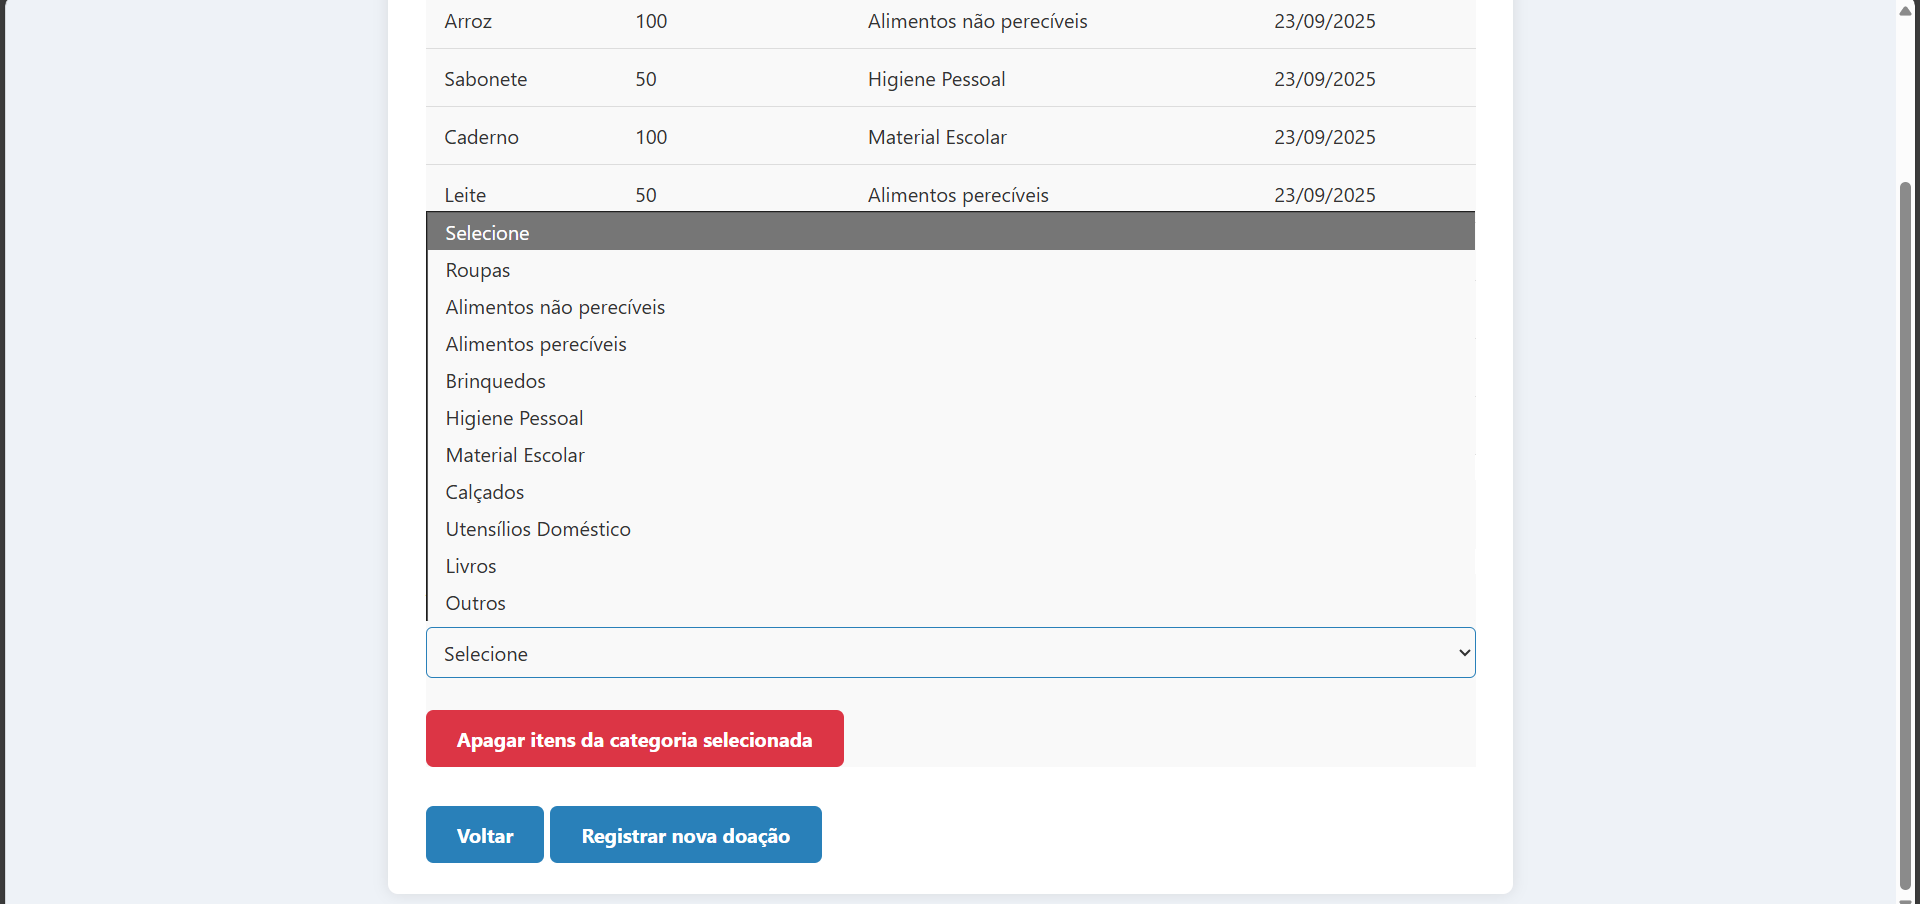 Arroz 100 Alimentos não perecíveis 23/09/2025
Sabonete 50 Higiene Pessoal 23/09/2025
Caderno 100 Material Escolar 23/09/2025
Leite 50 Alimentos perecíveis 23/09/2025
Selecione
Roupas
Alimentos não perecíveis
Alimentos perecíveis
Brinquedos
Higiene Pessoal
Material Escolar
Calçados
Utensílios Doméstico
Livros
Outros
Selecione
Apagar itens da categoria selecionada
Voltar Registrar nova doação